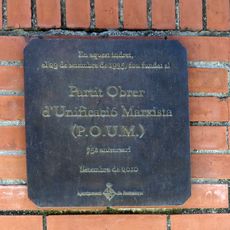 En aquest indret,
el 29 de setembre de 1935, fou fundat el
Partit Obrer
d'Unificació Marxista
(P.O.U.M.)
75è aniversari
Setembre de 2010
Ajuntament de Barcelona